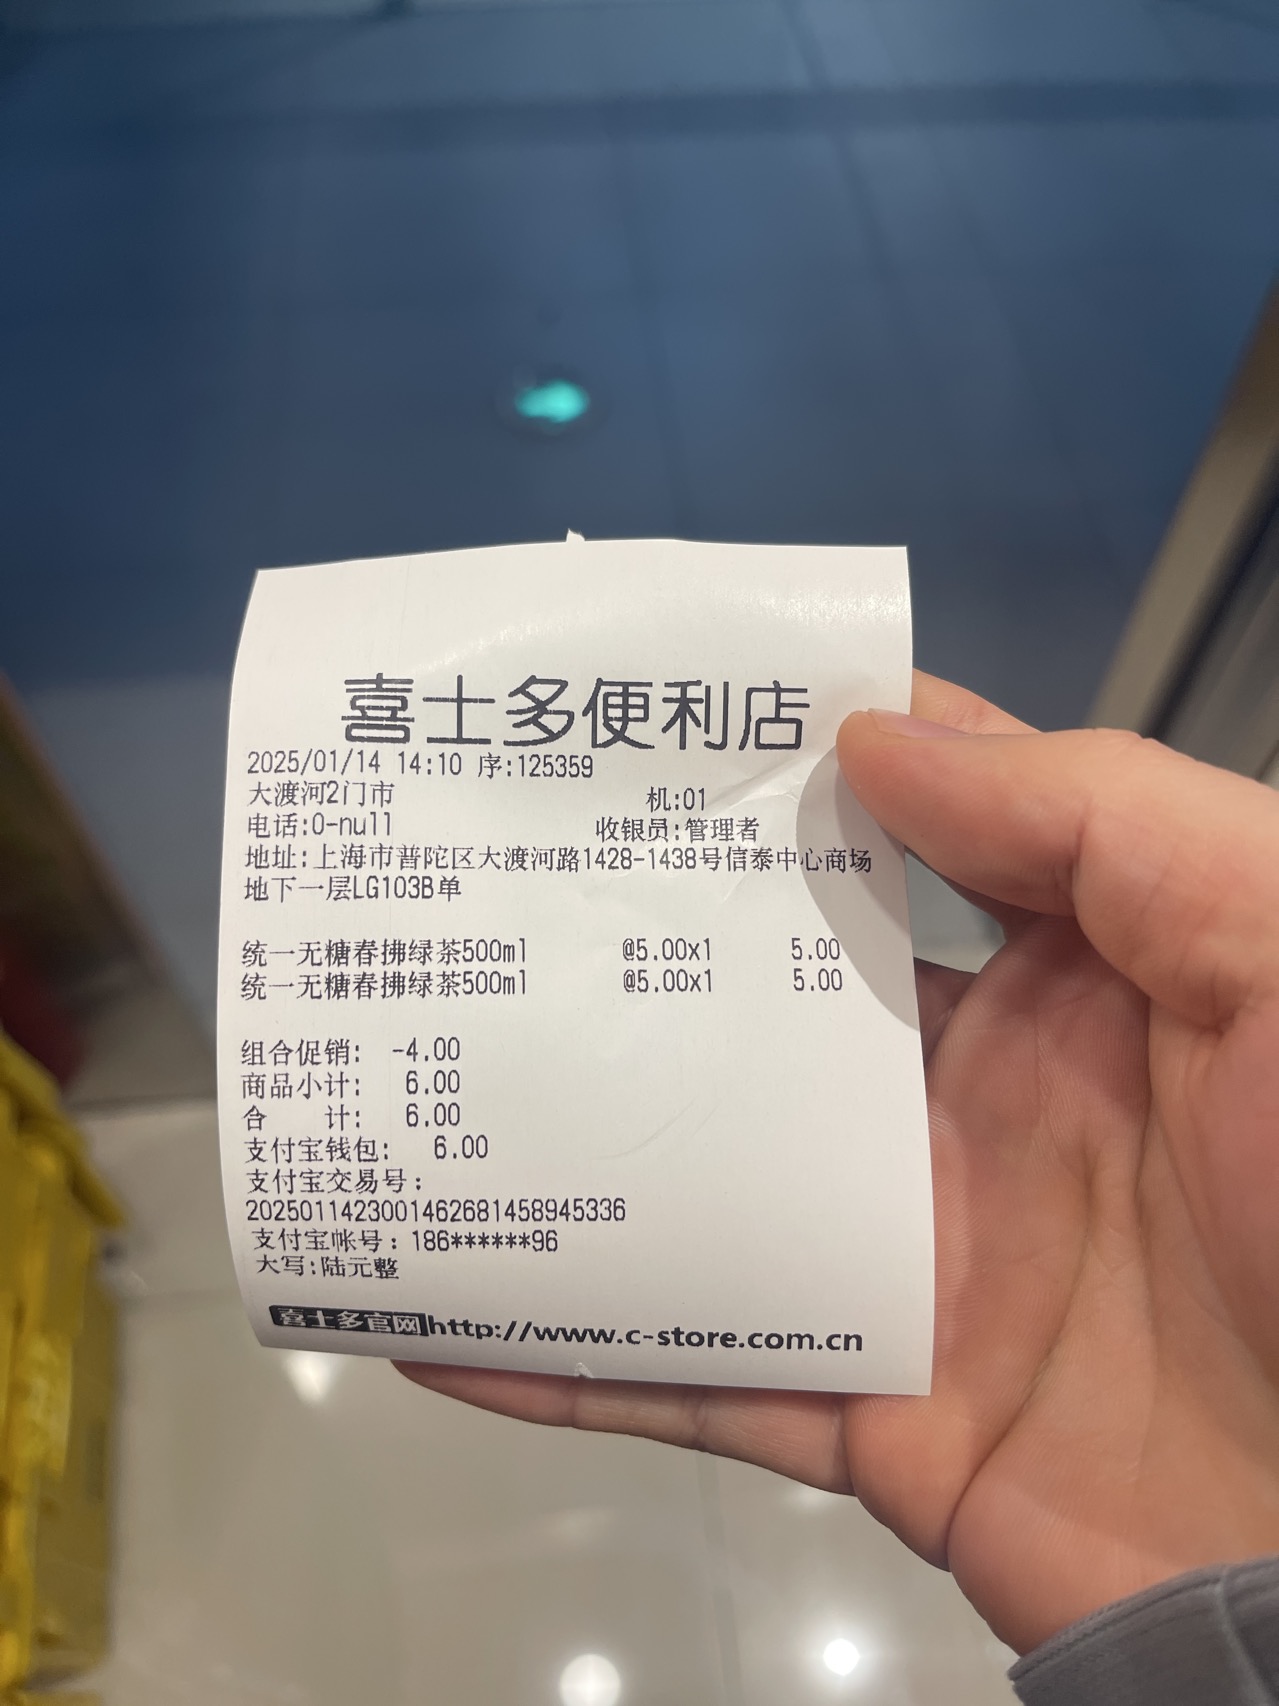 喜士多便利店
2025/01/14 14:10 序:125359
大渡河2门市 机:01
电话:0-null 收银员:管理者
地址:上海市普陀区大渡河路1428-1438号信泰中心商场
地下一层LG103B单
统一无糖春拂绿茶500ml @5.00x1 5.00
统一无糖春拂绿茶500ml @5.00x1 5.00
组合促销: -4.00
商品小计: 6.00
合 计: 6.00
支付宝钱包: 6.00
支付宝交易号:
2025011423001462681458945336
支付宝帐号:186******96
大写:陆元整
喜士多官网http://www.c-store.com.cn